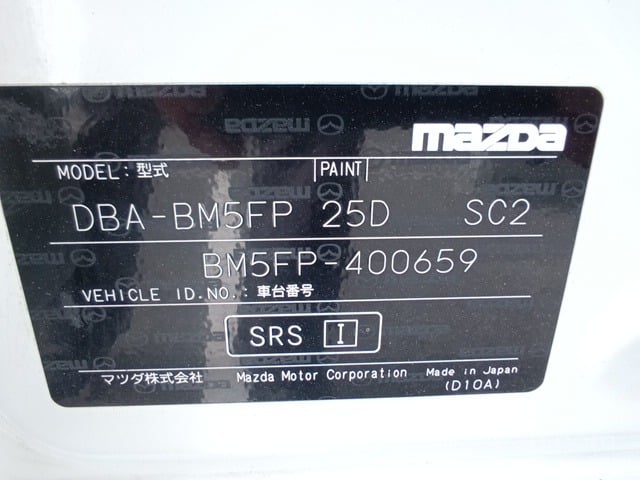 mazda
MODEL: 型式 PAINT
DBA-BM5FP 25D SC2
BM5FP-400659
VEHICLE ID.NO.: 車台番号
SRS I
マツダ株式会社 Mazda Motor Corporation Made in Japan
(D10A)